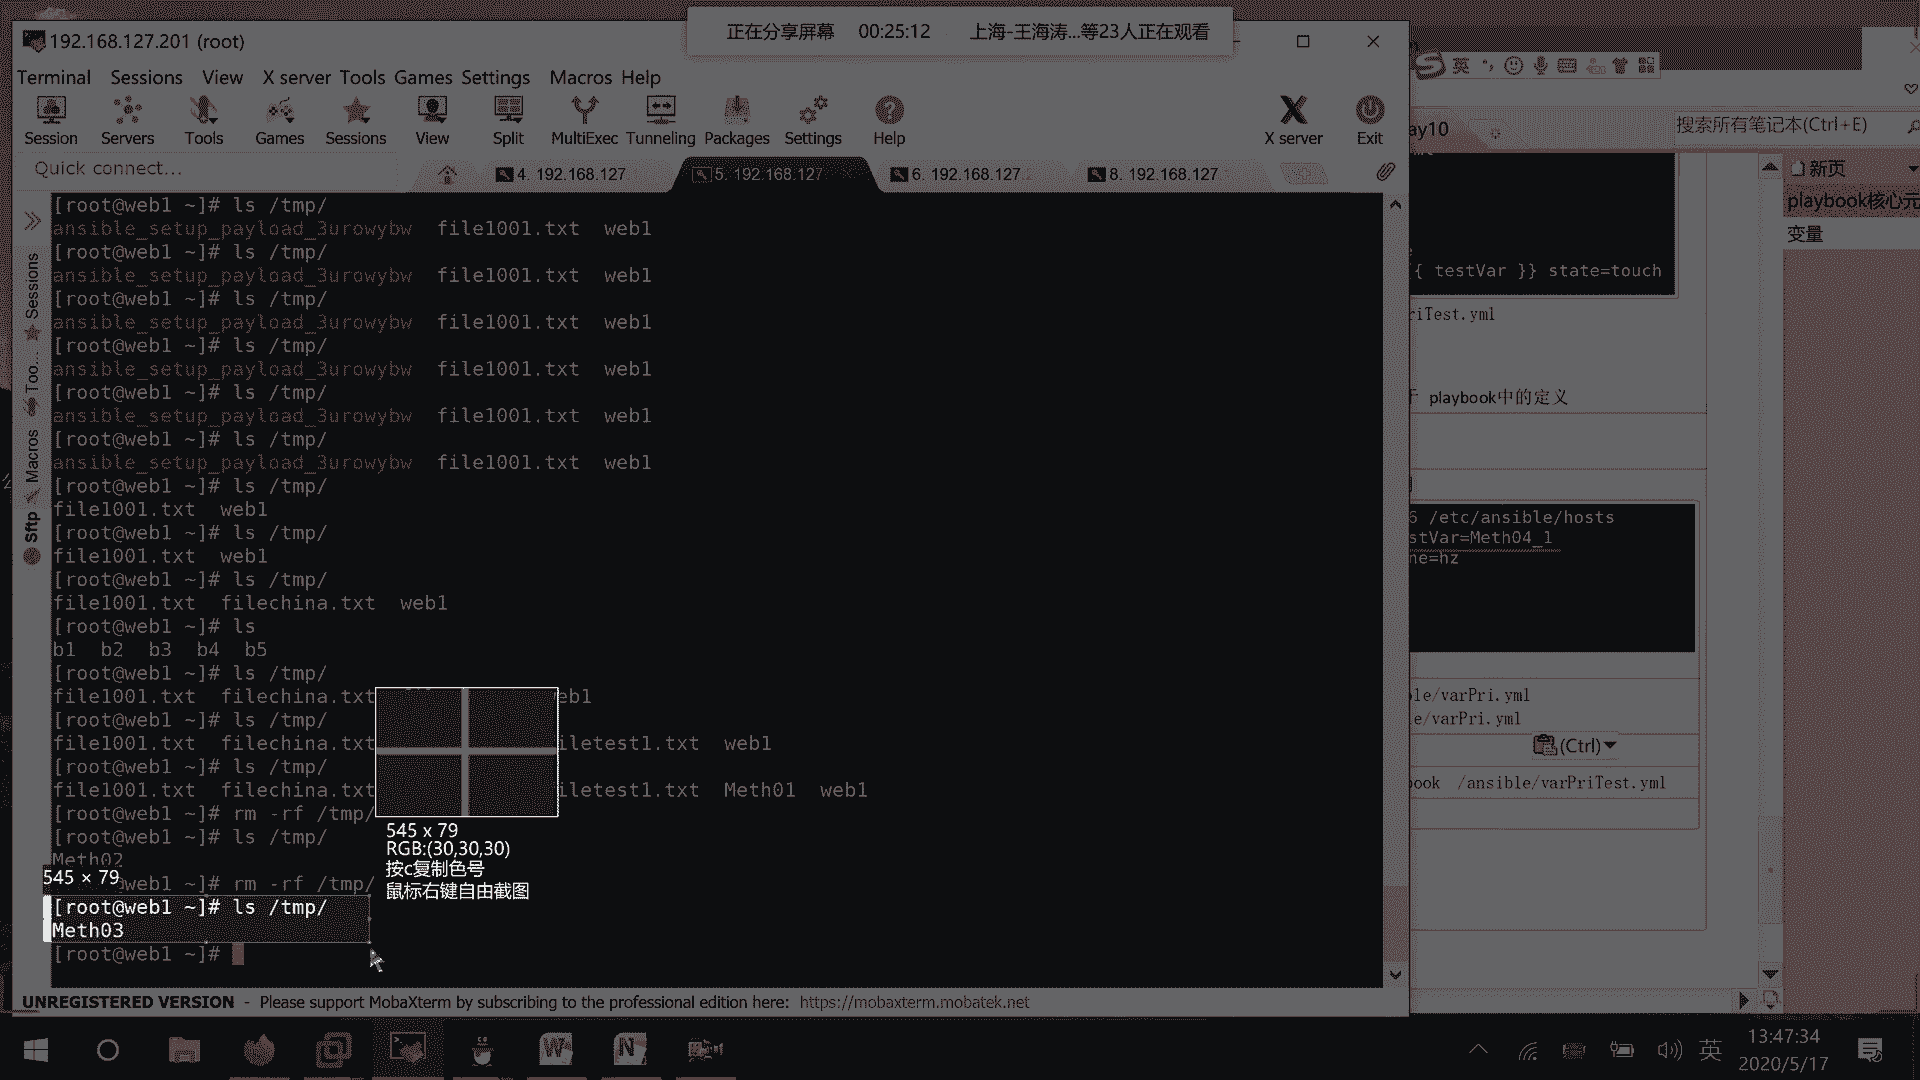 正在分享屏幕 00:25:12 上海-王海涛...等23人正在观看
192.168.127.201 (root)
Terminal Sessions View X server Tools Games Settings Macros Help
Session Servers Tools Games Sessions View Split MultiExec Tunneling Packages Settings Help X server Exit
Quick connect...
4. 192.168.127
5. 192.168.127
6. 192.168.127.
8. 192.168.127
Sessions
Too...
Macros
Sftp
[root@web1 ~]# ls /tmp/
ansible_setup_payload_3urowybw file1001.txt web1
[root@web1 ~]# ls /tmp/
ansible_setup_payload_3urowybw file1001.txt web1
[root@web1 ~]# ls /tmp/
ansible_setup_payload_3urowybw file1001.txt web1
[root@web1 ~]# ls /tmp/
ansible_setup_payload_3urowybw file1001.txt web1
[root@web1 ~]# ls /tmp/
ansible_setup_payload_3urowybw file1001.txt web1
[root@web1 ~]# ls /tmp/
ansible_setup_payload_3urowybw file1001.txt web1
[root@web1 ~]# ls /tmp/
file1001.txt web1
[root@web1 ~]# ls /tmp/
file1001.txt web1
[root@web1 ~]# ls /tmp/
file1001.txt filechina.txt web1
[root@web1 ~]# ls
b1 b2 b3 b4 b5
[root@web1 ~]# ls /tmp/
file1001.txt filechina.txt eb1
[root@web1 ~]# ls /tmp/
file1001.txt filechina.txt iletest1.txt web1
[root@web1 ~]# ls /tmp/
file1001.txt filechina.txt iletest1.txt Meth01 web1
[root@web1 ~]# rm -rf /tmp/
[root@web1 ~]# ls /tmp/
Meth02
web1 ~]# rm -rf /tmp/
[root@web1 ~]# ls /tmp/
Meth03
[root@web1 ~]#
545 x 79
RGB:(30,30,30)
按c复制色号
鼠标右键自由截图
545 × 79
UNREGISTERED VERSION - Please support MobaXterm by subscribing to the professional edition here: https://mobaxterm.mobatek.net
英
ay10
搜索所有笔记本(Ctrl+E)
新页
playbook核心元
变量
{ testVar }} state=touch
riTest.yml
playbook中的定义
6 /etc/ansible/hosts
stVar=Meth04_1
ne=hz
ole/varPri.yml
e/varPri.yml
(Ctrl)
book /ansible/varPriTest.yml
英
13:47:34
2020/5/17